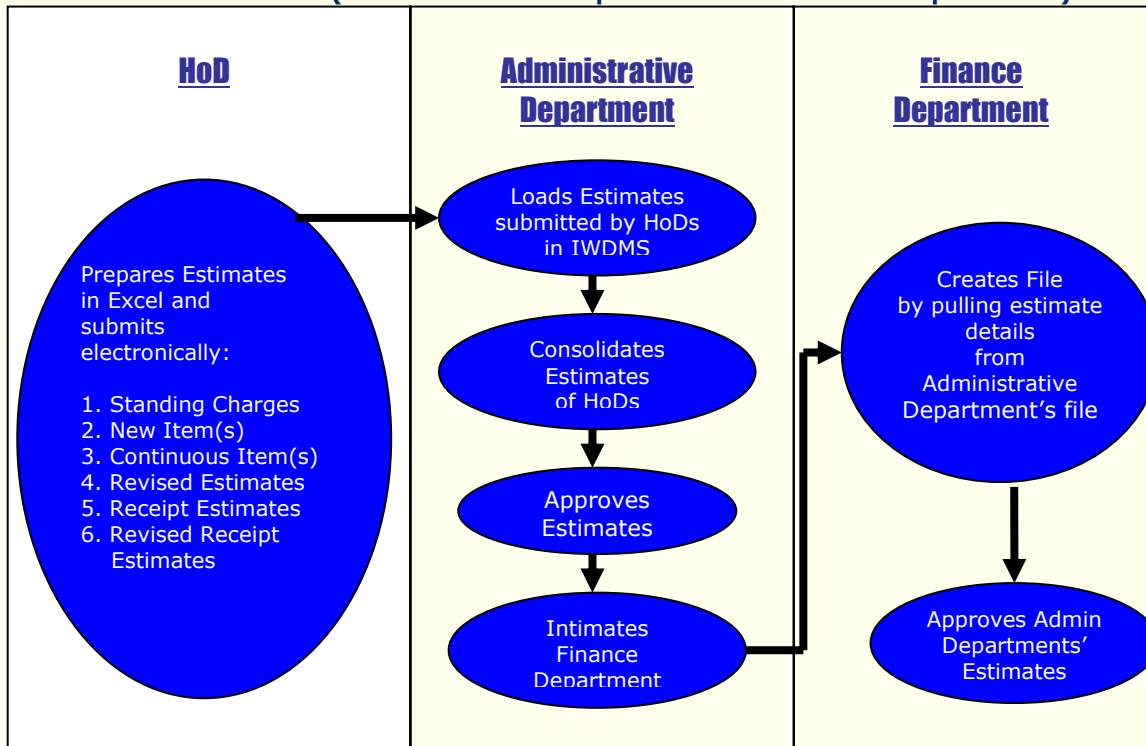 HoD
Prepares Estimates
in Excel and
submits
electronically:
1. Standing Charges
2. New Item(s)
3. Continuous Item(s)
4. Revised Estimates
5. Receipt Estimates
6. Revised Receipt
Estimates
Administrative
Department
Loads Estimates
submitted by HoDs
in IWDMS
Consolidates
Estimates
of HoDs
Approves
Estimates
Intimates
Finance
Department
Finance
Department
Creates File
by pulling estimate
details
from
Administrative
Department’s file
Approves Admin
Departments’
Estimates